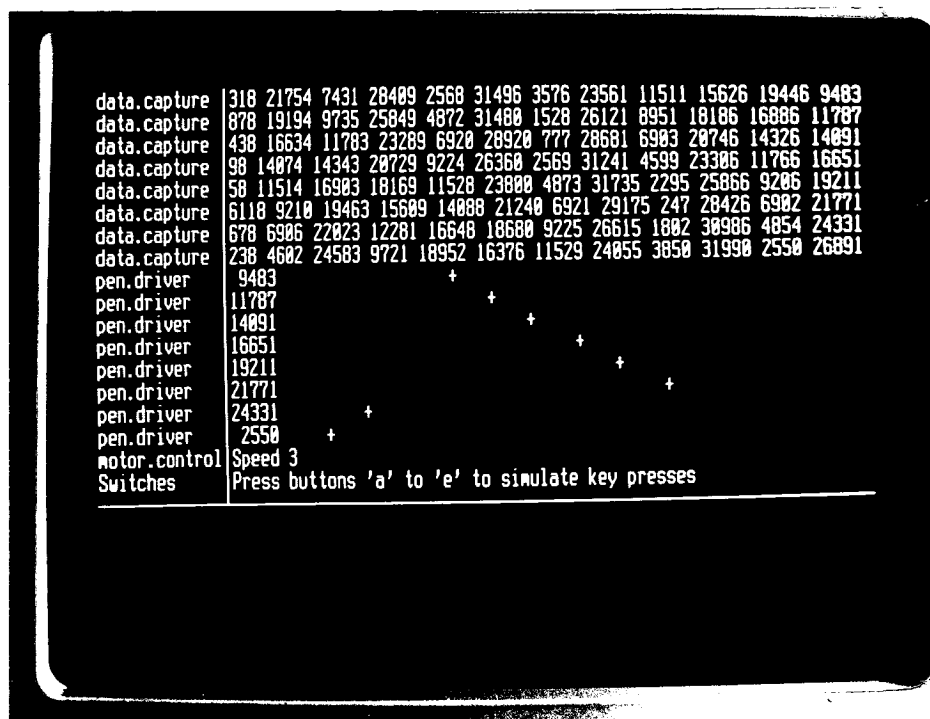 data.capture 318 21754 7431 28409 2568 31496 3576 23561 11511 15626 19446 9483
data.capture 878 19194 9735 25849 4872 31480 1528 26121 8951 18186 16886 11787
data.capture 438 16634 11783 23289 6920 28920 777 28681 6903 20746 14326 14091
data.capture 98 14074 14343 20729 9224 26360 2569 31241 4599 23306 11766 16651
data.capture 58 11514 16903 18169 11528 23800 4873 31735 2295 25866 9206 19211
data.capture 6118 9210 19463 15609 14088 21240 6921 29175 247 28426 6902 21771
data.capture 678 6906 22023 12281 16648 18680 9225 26615 1802 30986 4854 24331
data.capture 238 4602 24583 9721 18952 16376 11529 24055 3850 31990 2550 26891
pen.driver 9483 +
pen.driver 11787 +
pen.driver 14091 +
pen.driver 16651 +
pen.driver 19211 +
pen.driver 21771 +
pen.driver 24331 +
pen.driver 2550 +
motor.control Speed 3
Switches Press buttons 'a' to 'e' to simulate key presses